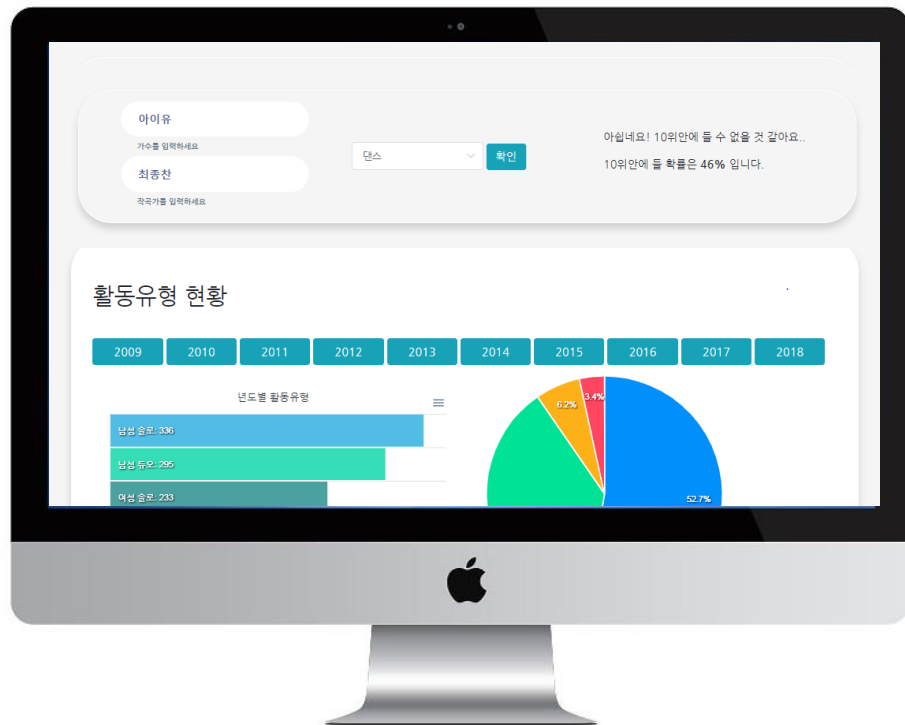 아이유
가수를 입력하세요
최종찬
작곡가를 입력하세요
댄스
확인
아쉽네요! 10위안에 들 수 없을 것 같아요..
10위안에 들 확률은 46% 입니다.
활동유형 현황
2009 2010 2011 2012 2013 2014 2015 2016 2017 2018
년도별 활동유형
남성 솔로: 336
남성 듀오: 295
여성 솔로: 233
6.2%
3.4%
52.7%